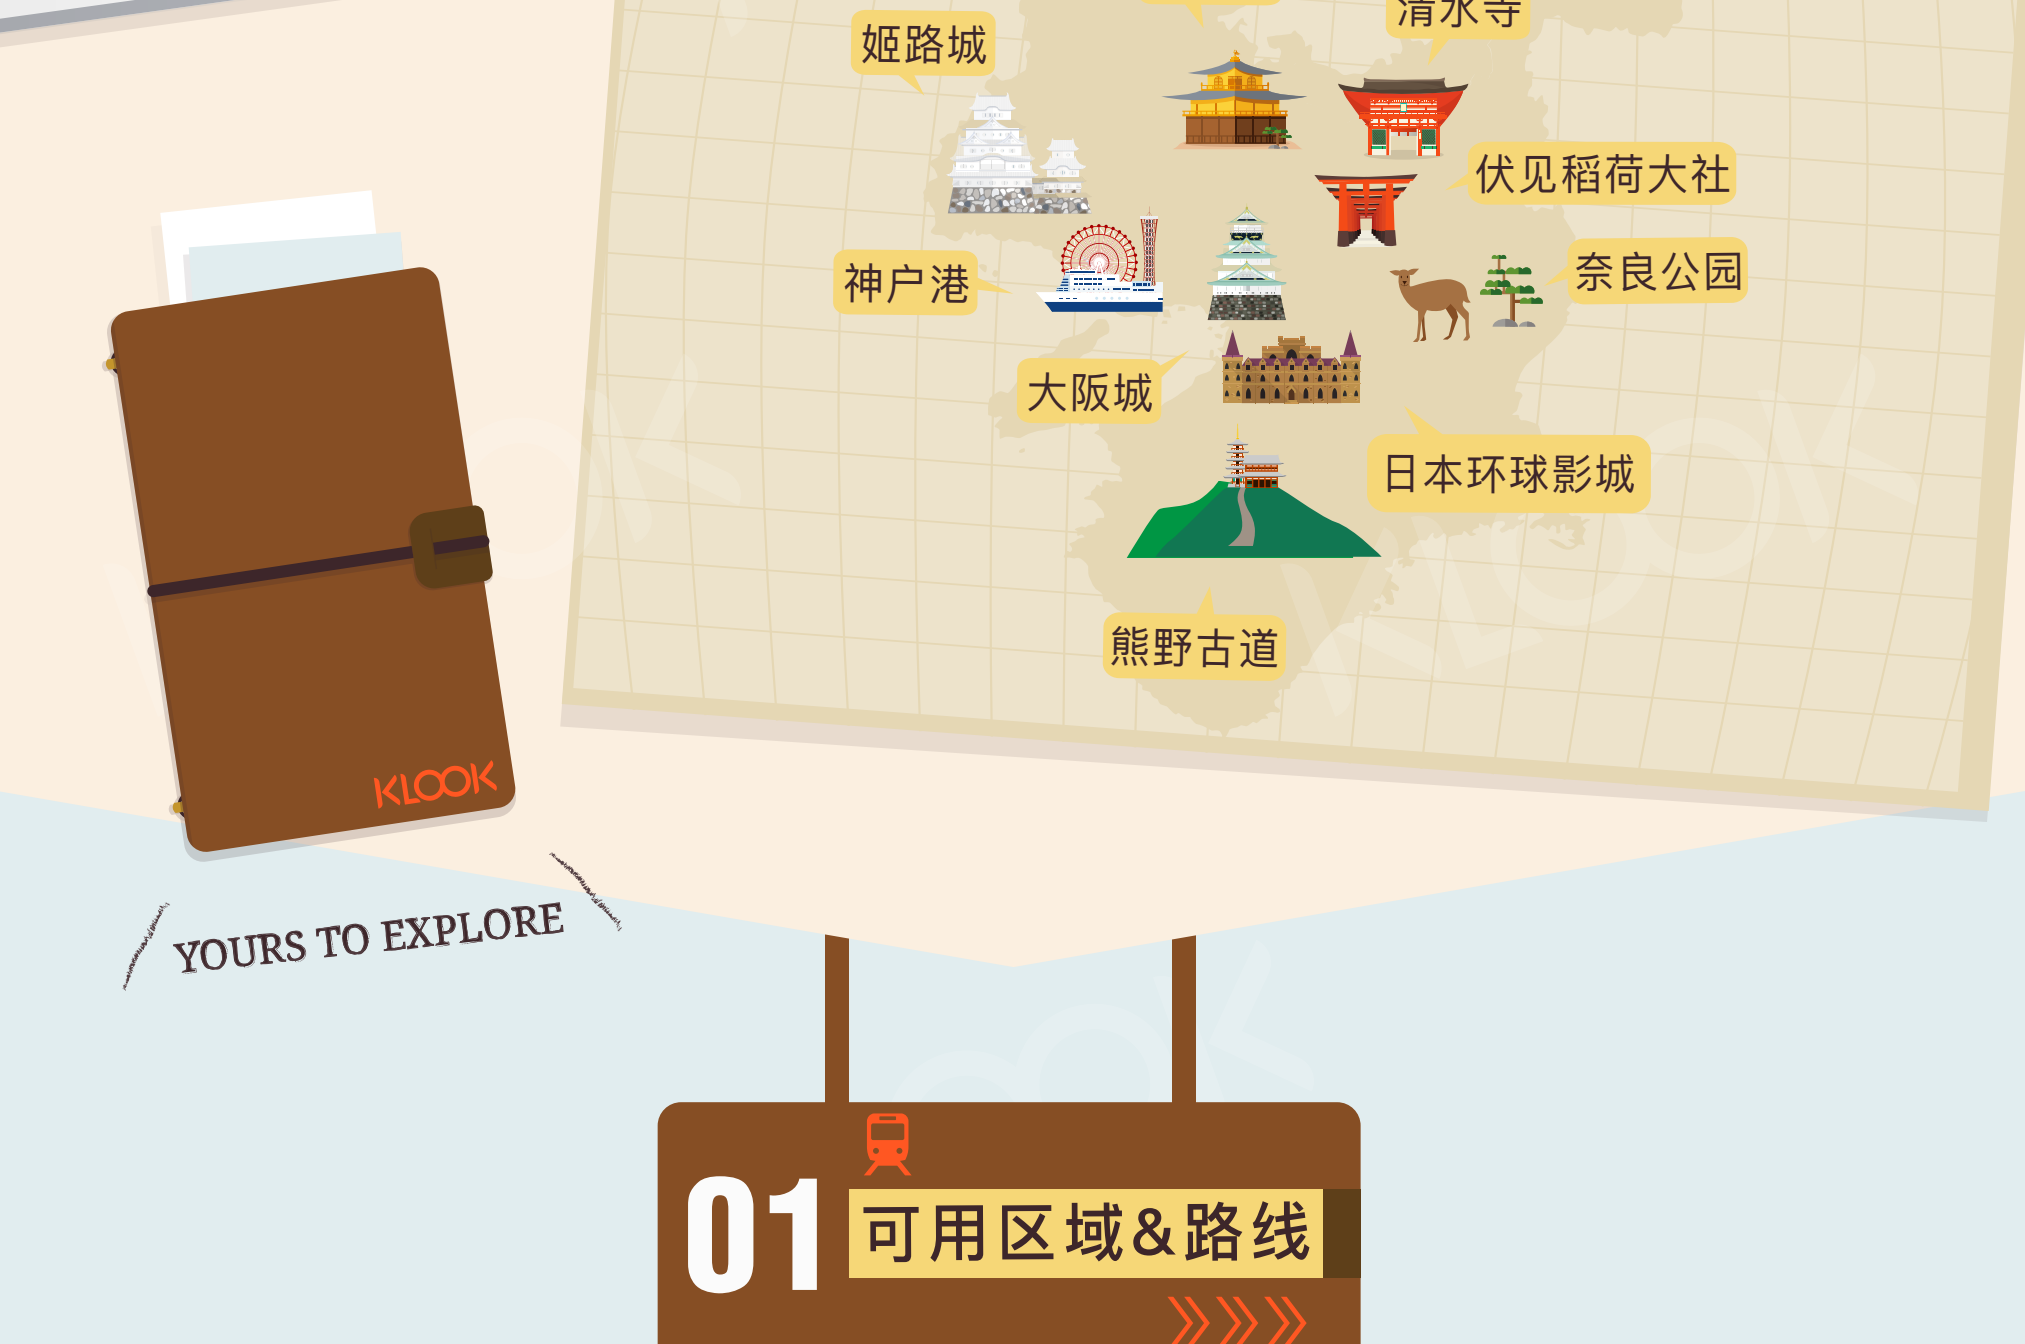 清水寺
姬路城
伏见稻荷大社
奈良公园
神户港
大阪城
日本环球影城
熊野古道
KLOOK
YOURS TO EXPLORE
01
可用区域&路线